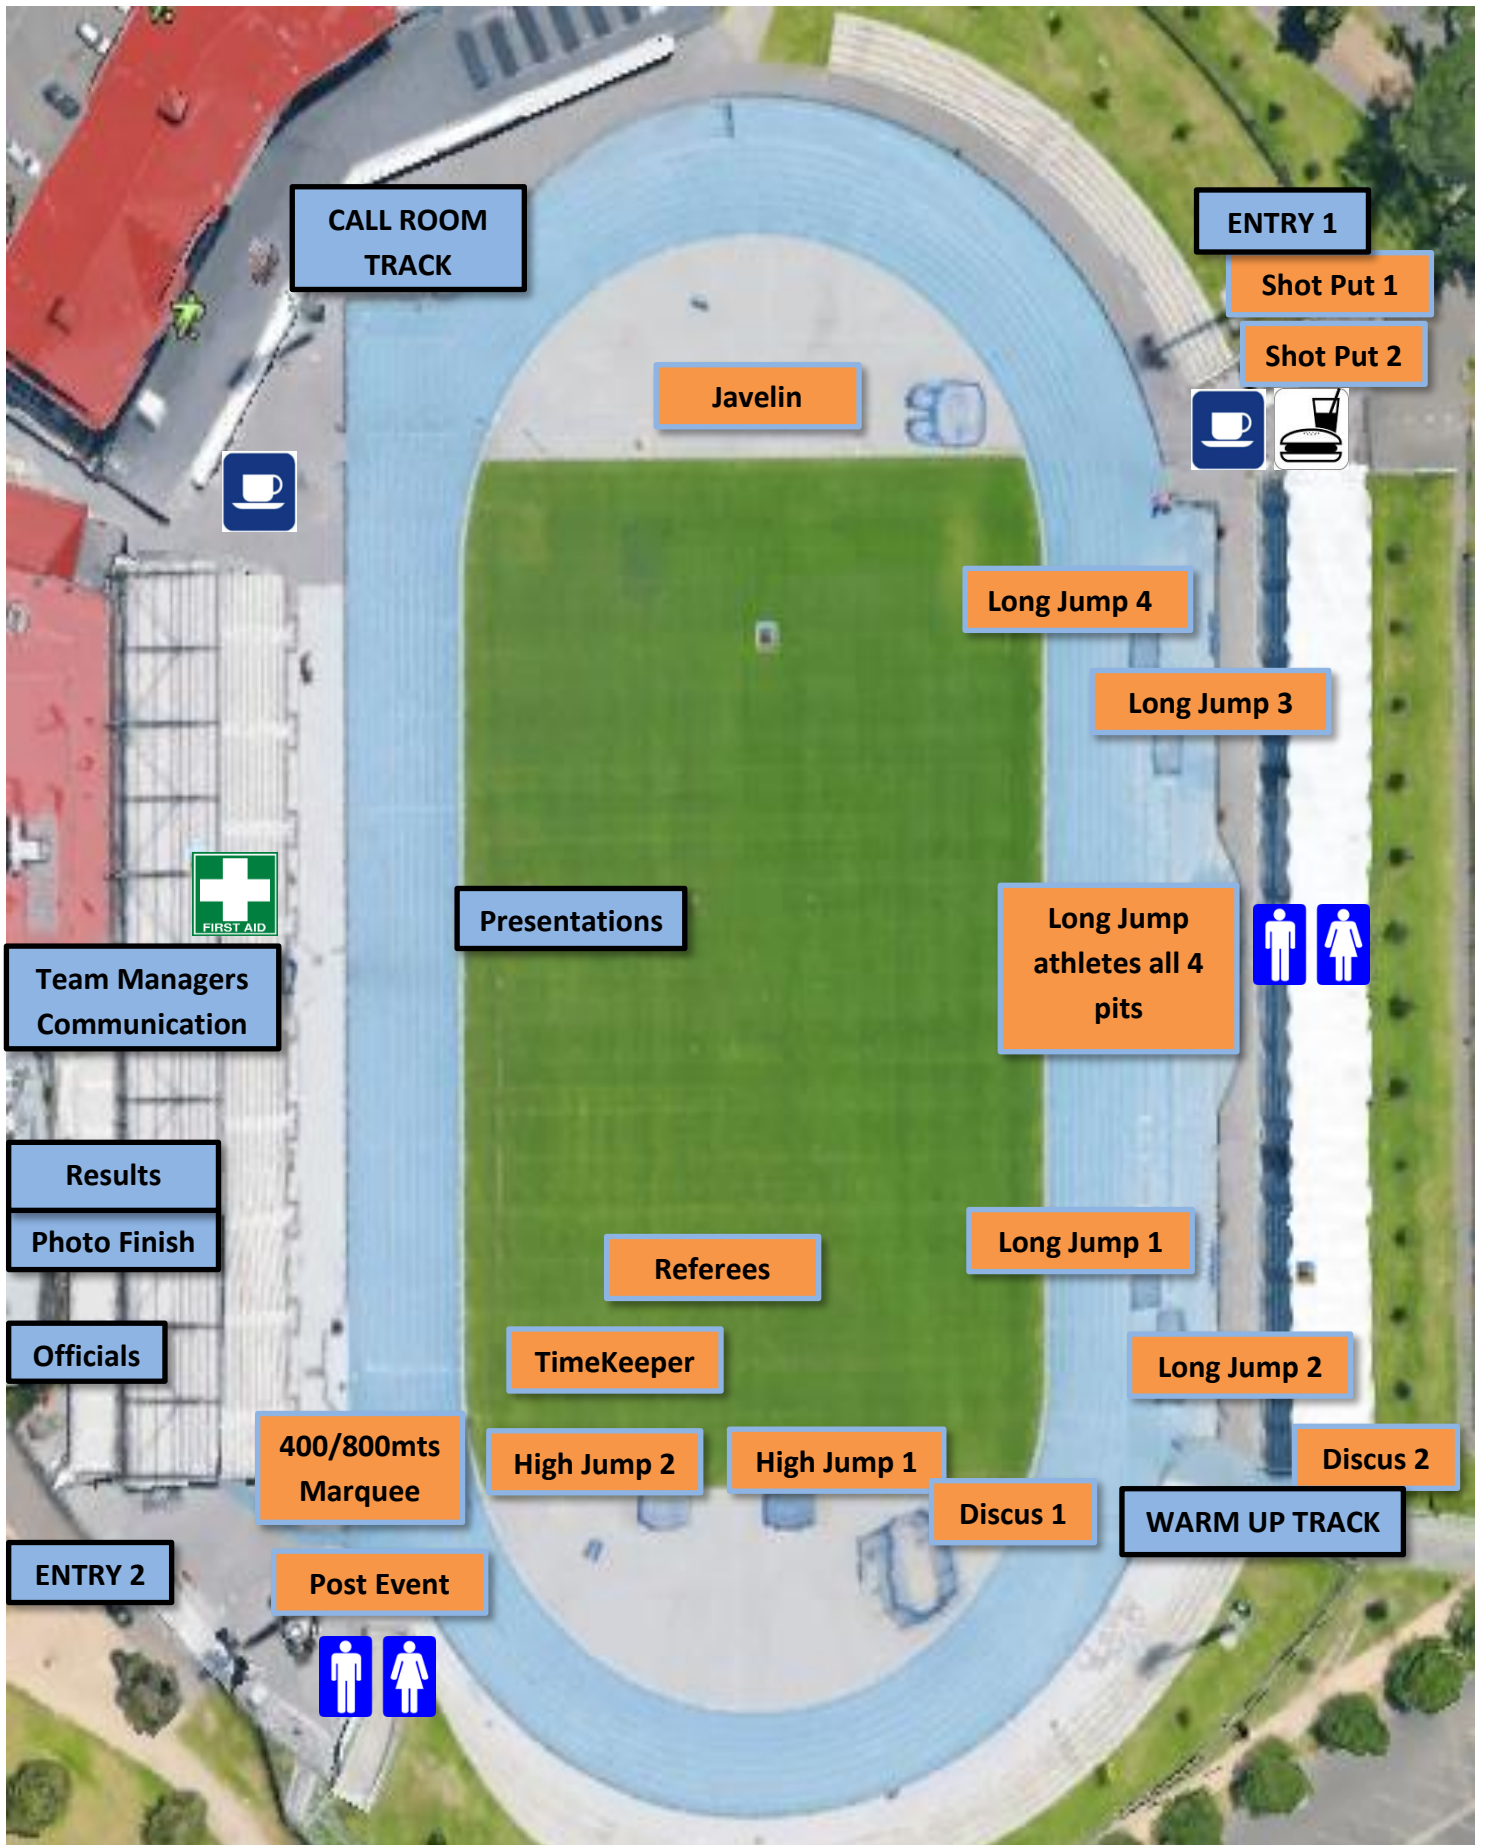 CALL ROOM
TRACK
ENTRY 1
Shot Put 1
Shot Put 2
Javelin
Long Jump 4
Long Jump 3
FIRST AID
Presentations
Long Jump
athletes all 4
pits
Team Managers
Communication
Results
Photo Finish
Long Jump 1
Referees
Officials
TimeKeeper
Long Jump 2
400/800mts
Marquee
High Jump 2
High Jump 1
Discus 2
Discus 1
WARM UP TRACK
ENTRY 2
Post Event